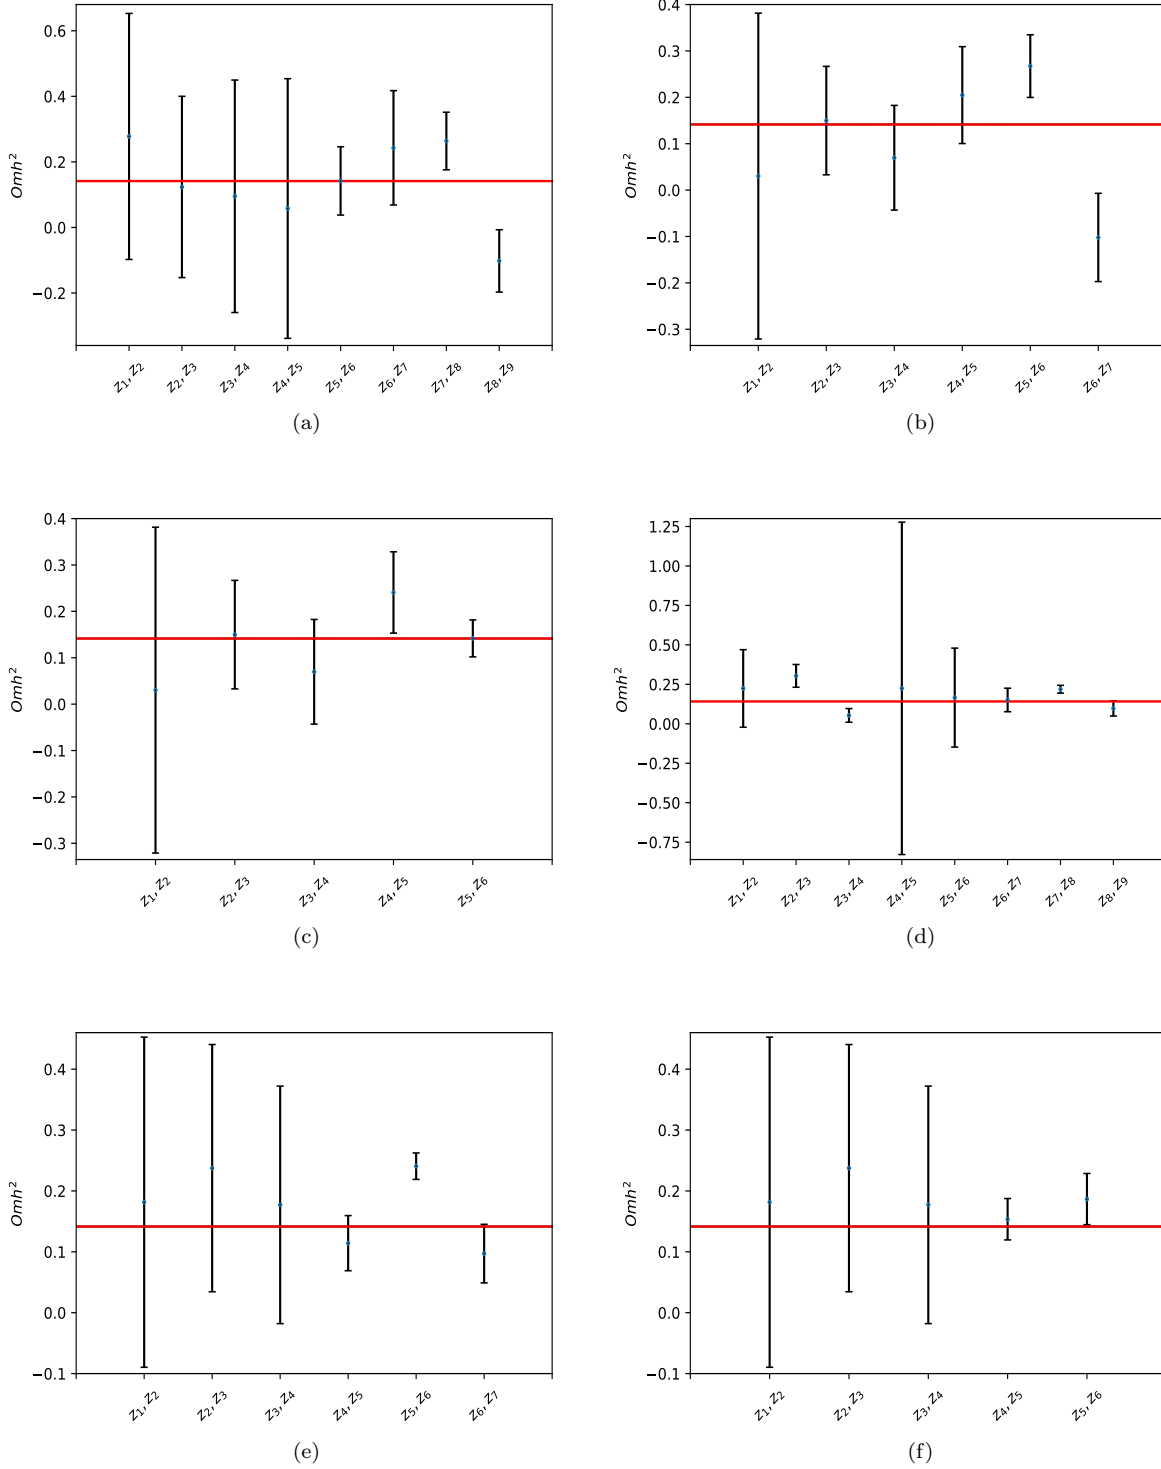 0.6
0.4
0.2
0.0
−0.2
Omh²
Z1, Z2
Z2, Z3
Z3, Z4
Z4, Z5
Z5, Z6
Z6, Z7
Z7, Z8
Z8, Z9
(a)
0.4
0.3
0.2
0.1
0.0
−0.1
−0.2
−0.3
Omh²
Z1, Z2
Z2, Z3
Z3, Z4
Z4, Z5
Z5, Z6
Z6, Z7
(b)
0.4
0.3
0.2
0.1
0.0
−0.1
−0.2
−0.3
Omh²
Z1, Z2
Z2, Z3
Z3, Z4
Z4, Z5
Z5, Z6
(c)
1.25
1.00
0.75
0.50
0.25
0.00
−0.25
−0.50
−0.75
Omh²
Z1, Z2
Z2, Z3
Z3, Z4
Z4, Z5
Z5, Z6
Z6, Z7
Z7, Z8
Z8, Z9
(d)
0.4
0.3
0.2
0.1
0.0
−0.1
Omh²
Z1, Z2
Z2, Z3
Z3, Z4
Z4, Z5
Z5, Z6
Z6, Z7
(e)
0.4
0.3
0.2
0.1
0.0
−0.1
Omh²
Z1, Z2
Z2, Z3
Z3, Z4
Z4, Z5
Z5, Z6
(f)